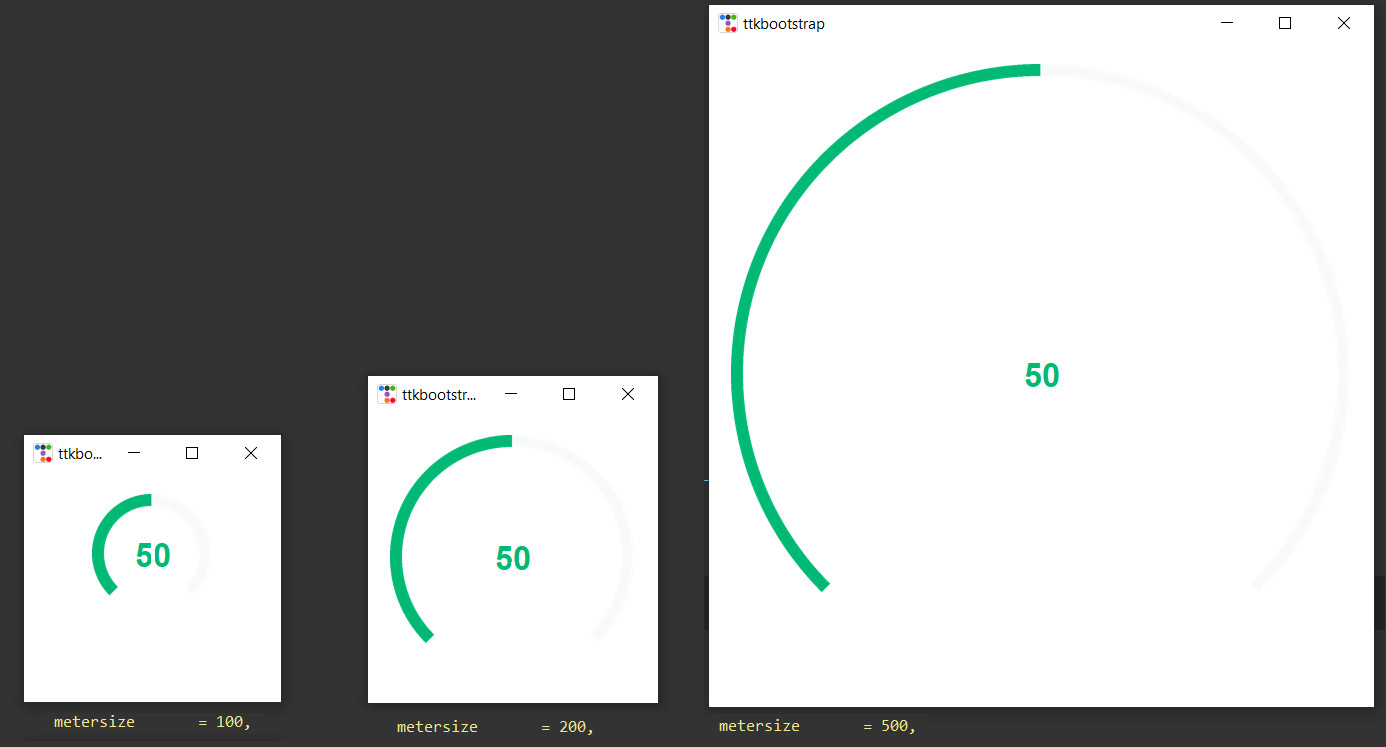 ttkbo...
50
metersize = 100,
ttkbootstr...
50
metersize = 200,
ttkbootstrap
50
metersize = 500,